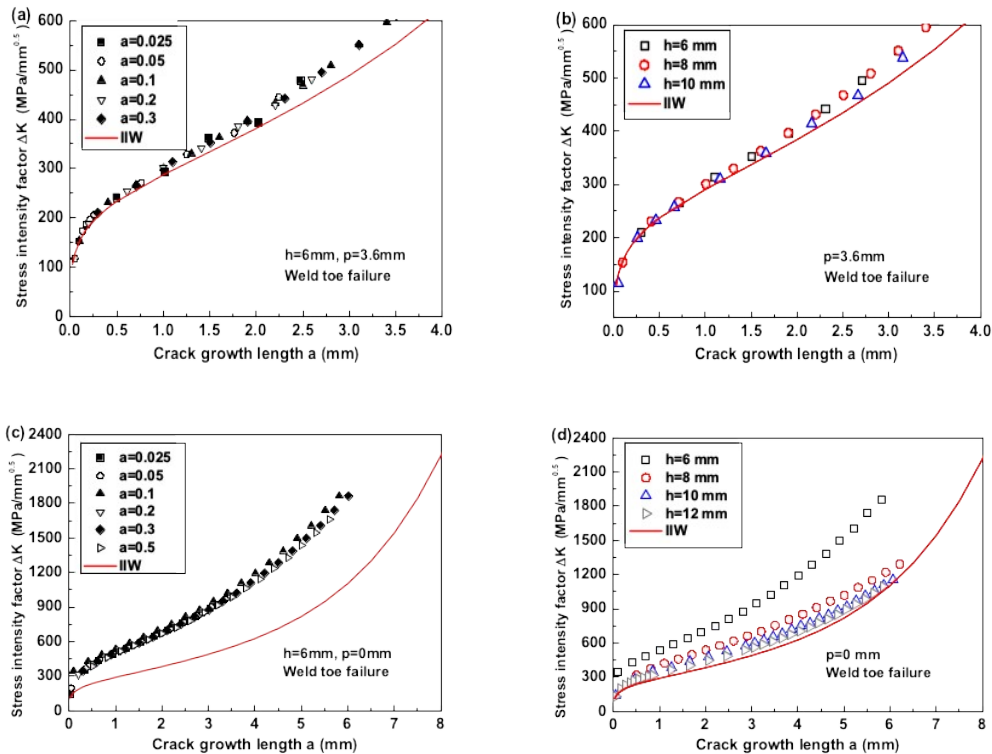 (a)
600
500
400
300
200
100
0
0.0 0.5 1.0 1.5 2.0 2.5 3.0 3.5 4.0
Stress intensity factor ΔK (MPa/mm^0.5)
Crack growth length a (mm)
a=0.025
a=0.05
a=0.1
a=0.2
a=0.3
IIW
h=6mm, p=3.6mm
Weld toe failure
(b)
600
500
400
300
200
100
0.0 0.5 1.0 1.5 2.0 2.5 3.0 3.5 4.0
Stress intensity factor ΔK (MPa/mm^0.5)
Crack growth length a (mm)
h=6 mm
h=8 mm
h=10 mm
IIW
p=3.6mm
Weld toe failure
(c)
2400
2100
1800
1500
1200
900
600
300
0
0 1 2 3 4 5 6 7 8
Stress intensity factor ΔK (MPa/mm^0.5)
Crack growth length a (mm)
a=0.025
a=0.05
a=0.1
a=0.2
a=0.3
a=0.5
IIW
h=6mm, p=0mm
Weld toe failure
(d)
2400
2100
1800
1500
1200
900
600
300
0
0 1 2 3 4 5 6 7 8
Stress intensity factor ΔK (MPa/mm^0.5)
Crack growth length a (mm)
h=6 mm
h=8 mm
h=10 mm
h=12 mm
IIW
p=0 mm
Weld toe failure